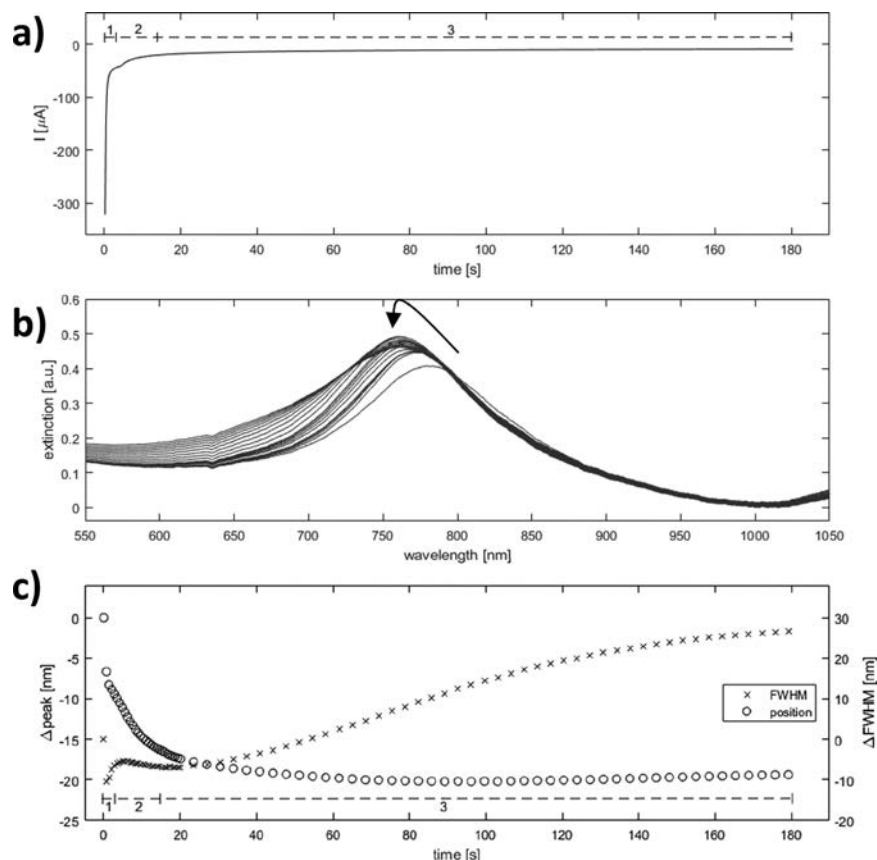 a)
1 2 3
0
-100
-200
-300
I [μA]
0 20 40 60 80 100 120 140 160 180
time [s]
b)
0.6
0.5
0.4
0.3
0.2
0.1
0
extinction [a.u.]
550 600 650 700 750 800 850 900 950 1000 1050
wavelength [nm]
c)
0 30
-5 20
-10 10
-15 0
-20 -10
-25 -20
Δpeak [nm]
ΔFWHM [nm]
FWHM
position
1 2 3
0 20 40 60 80 100 120 140 160 180
time [s]